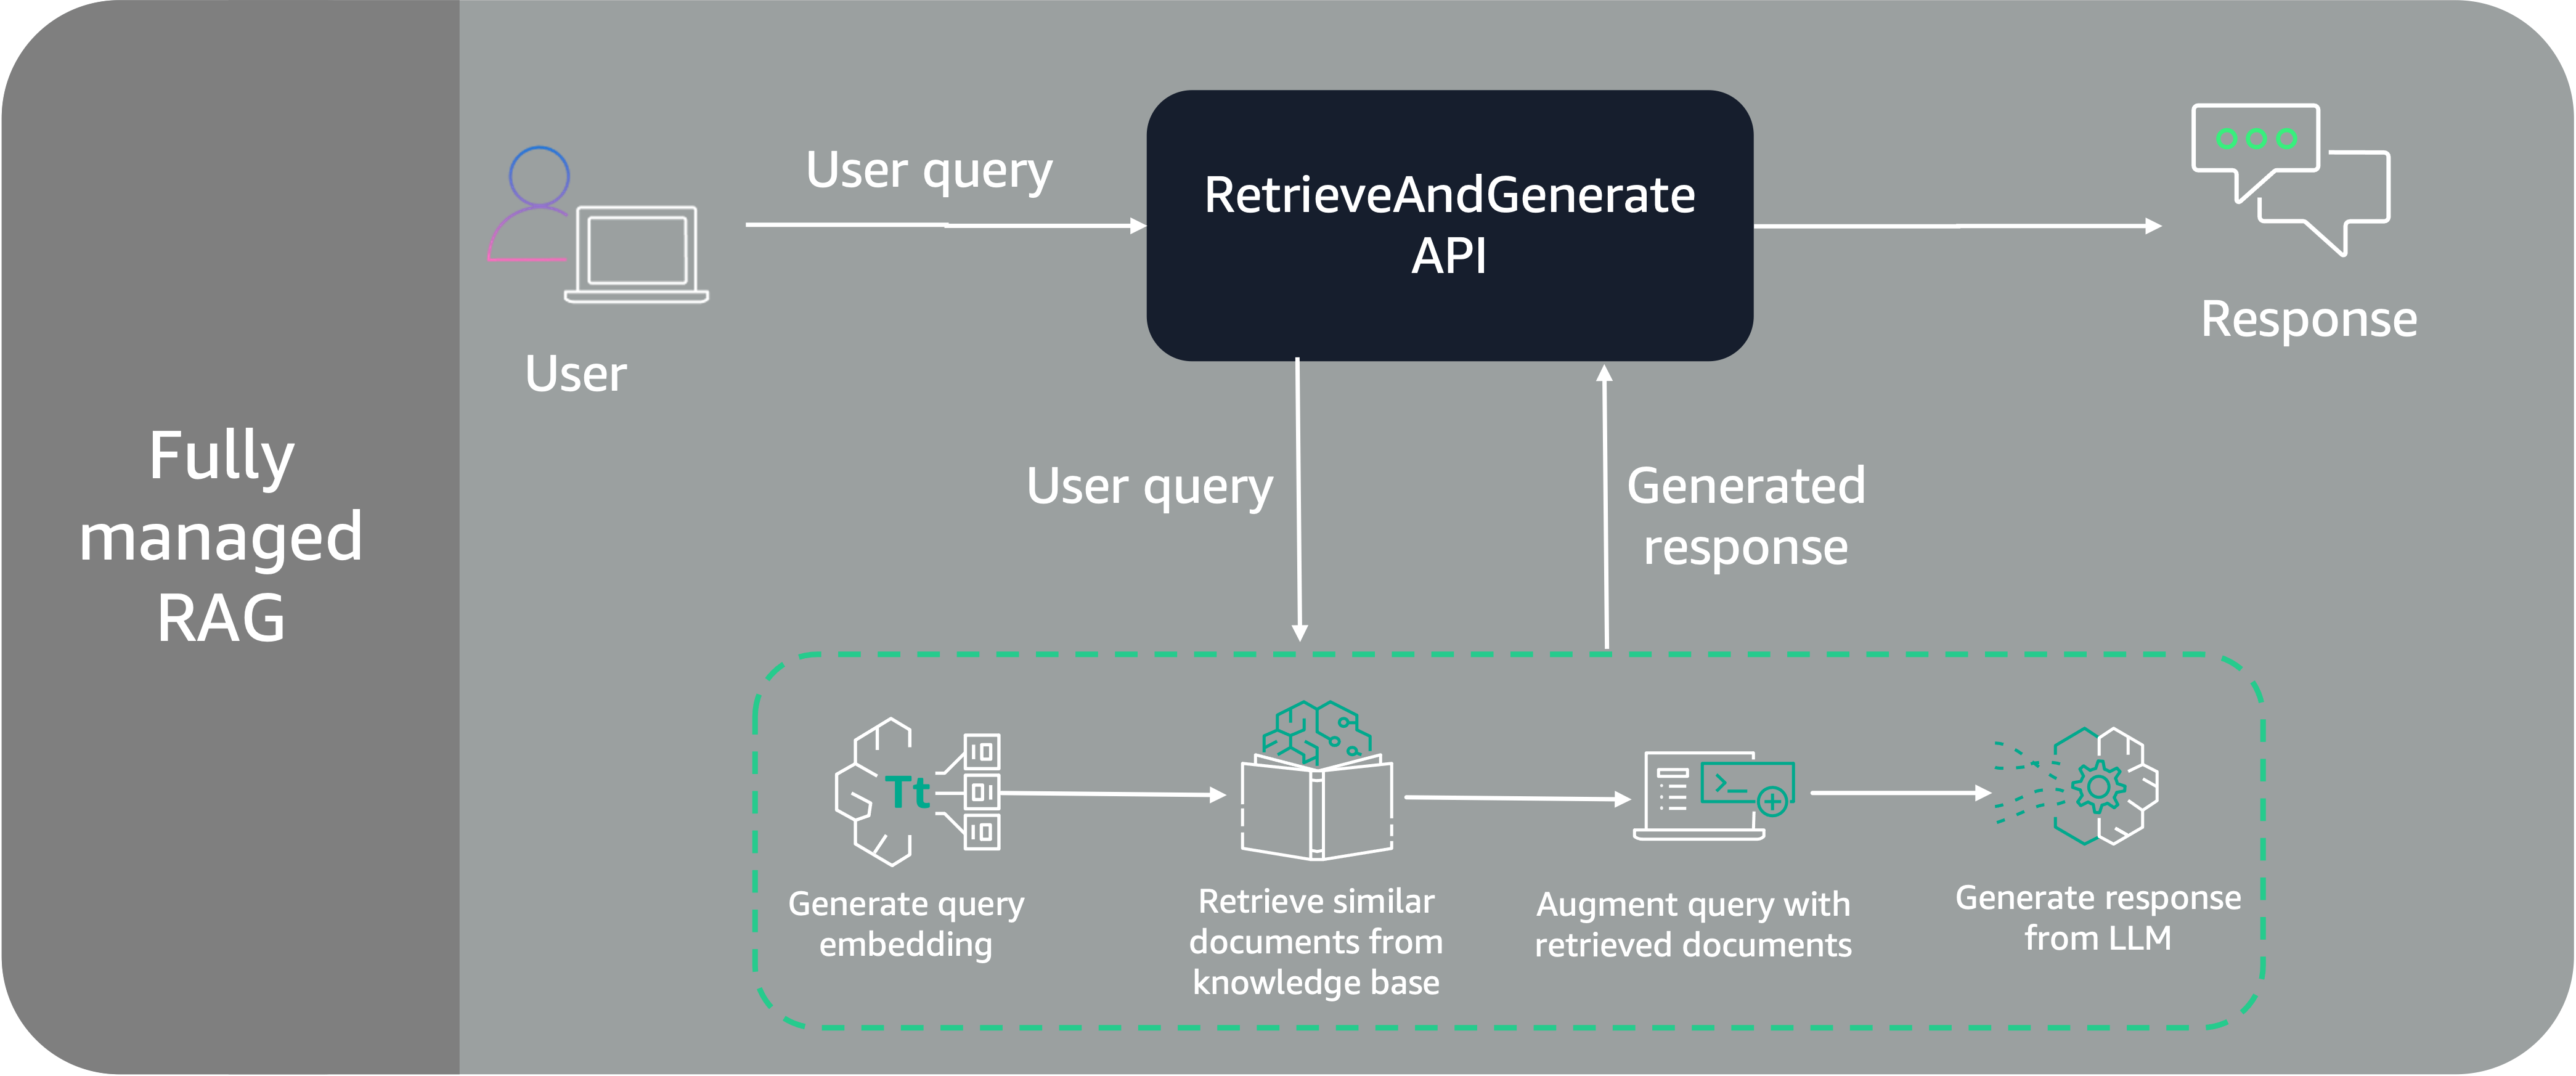 Fully
managed
RAG
User
User query
RetrieveAndGenerate
API
Response
User query
Generated
response
Tt
Generate query
embedding
Retrieve similar
documents from
knowledge base
Augment query with
retrieved documents
Generate response
from LLM